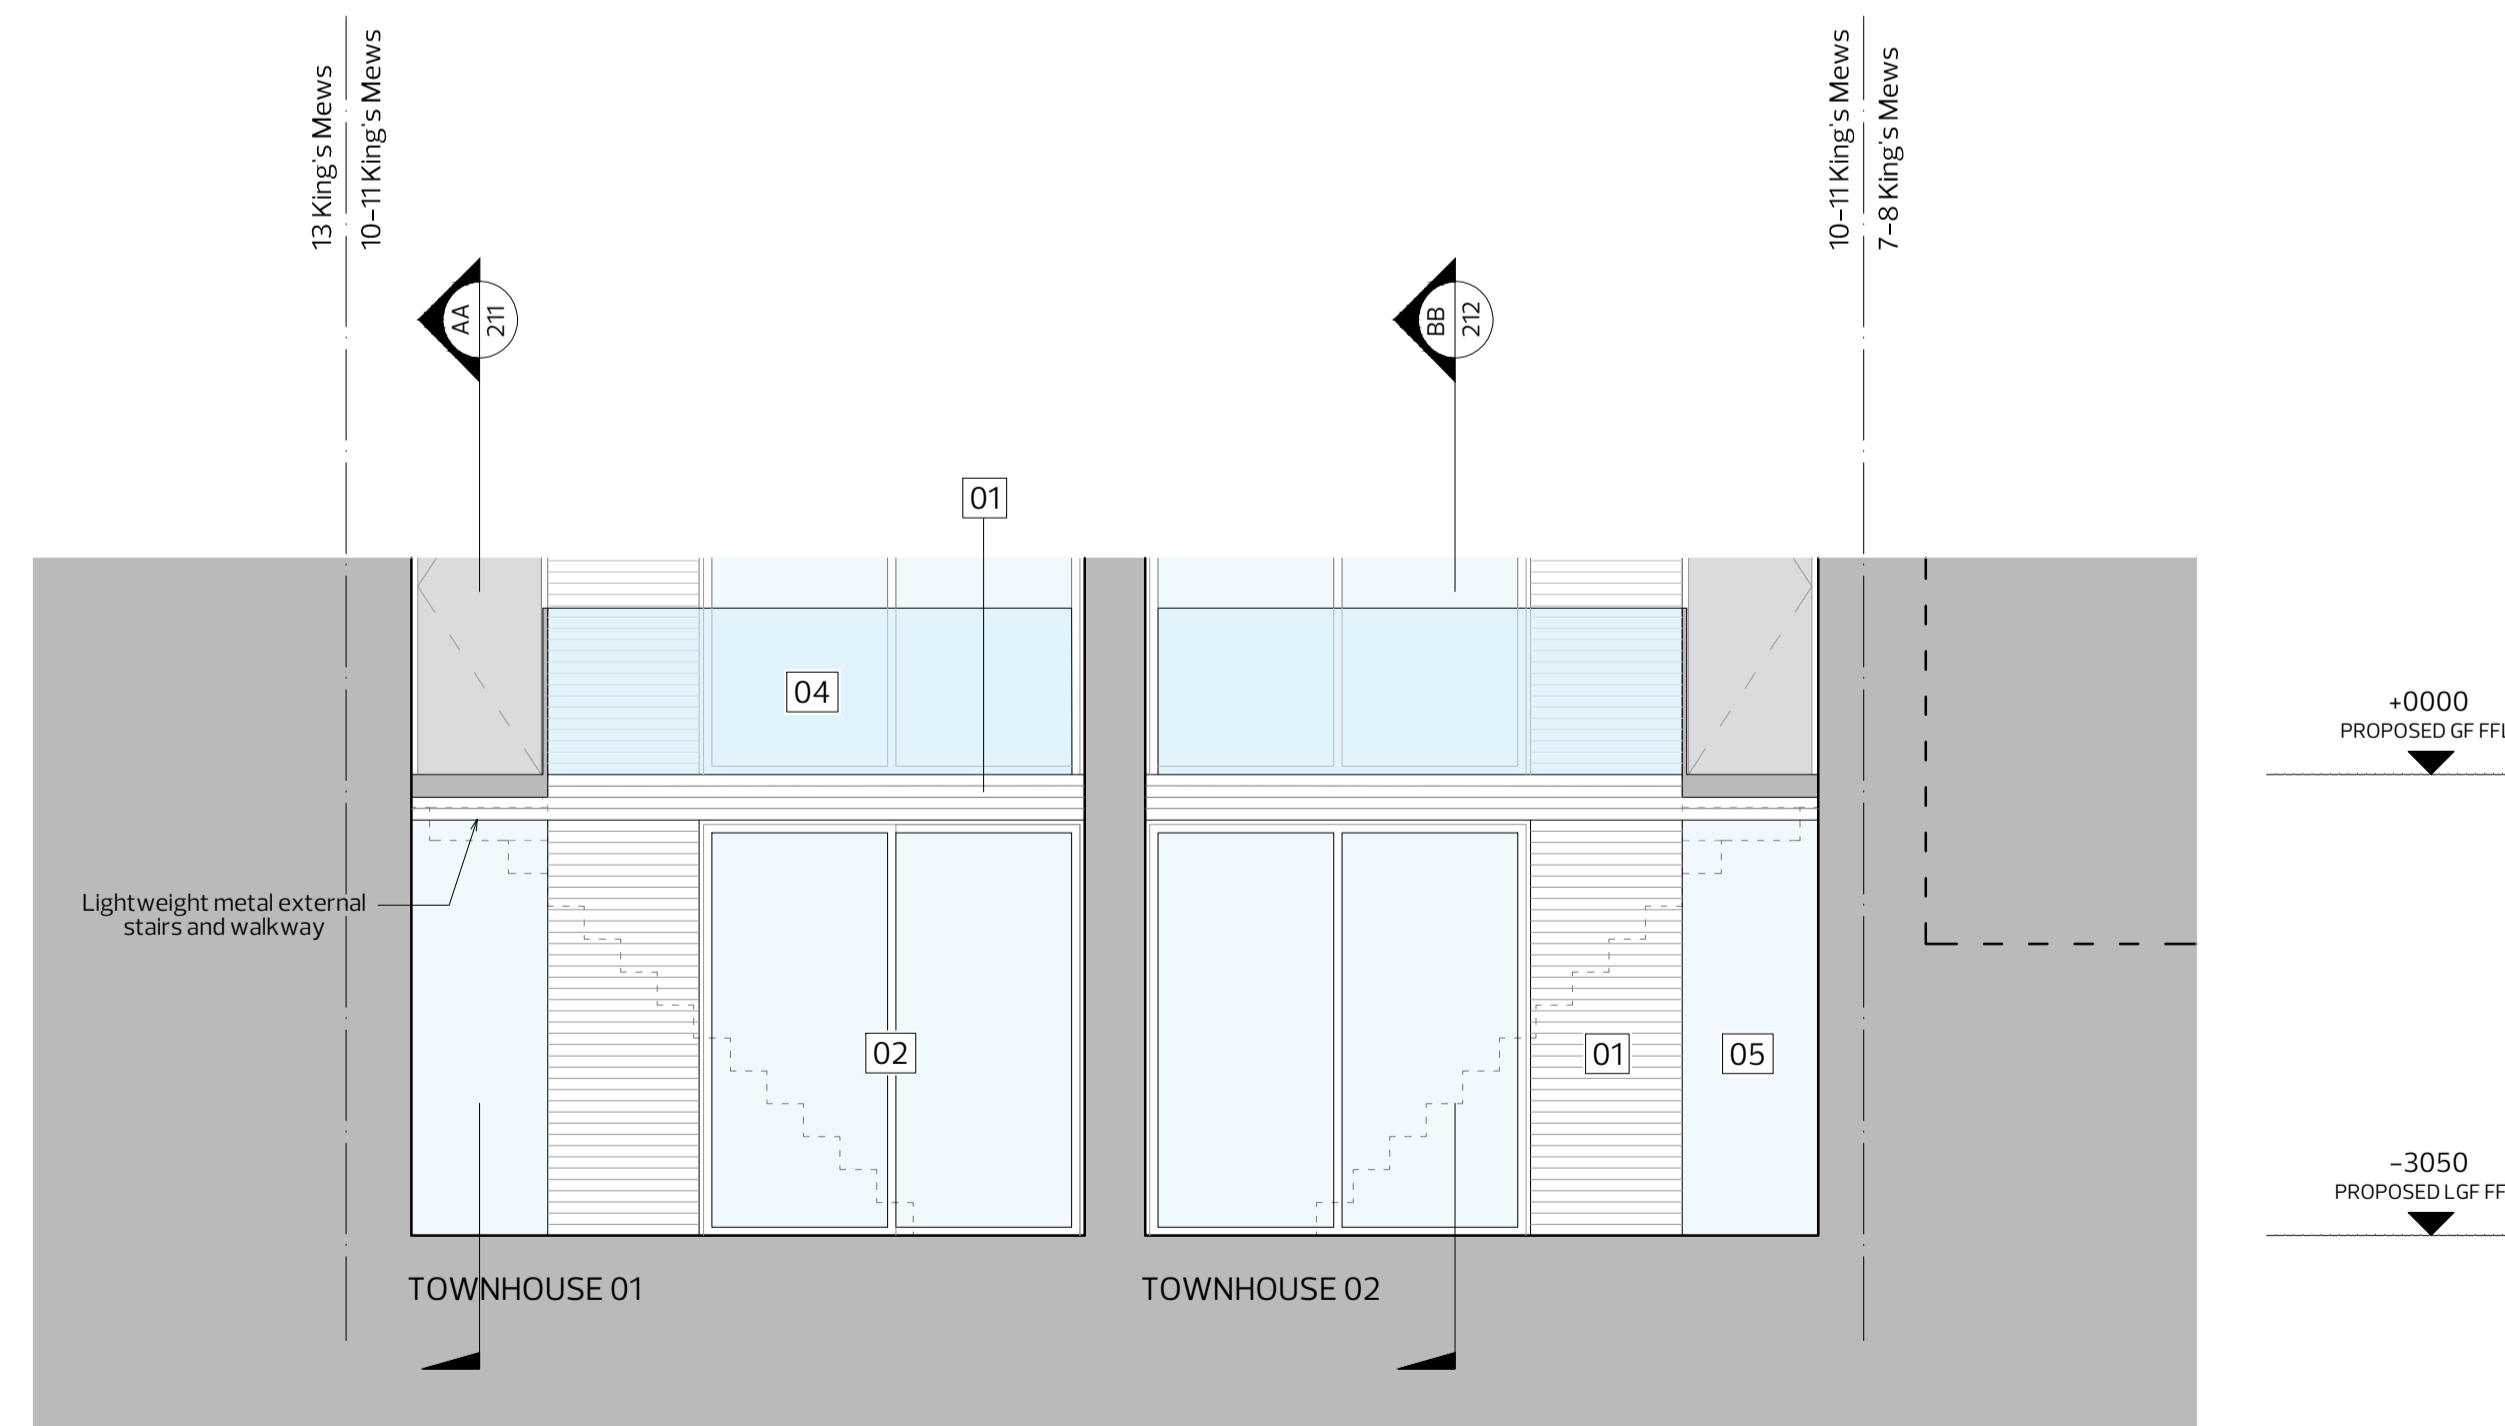 13 King's Mews
10-11 King's Mews
10-11 King's Mews
7-8 King's Mews
AA
211
BB
212
01
04
+0000
PROPOSED GF FFL
Lightweight metal external
stairs and walkway
02
01
05
-3050
PROPOSED LGF FF
TOWNHOUSE 01
TOWNHOUSE 02